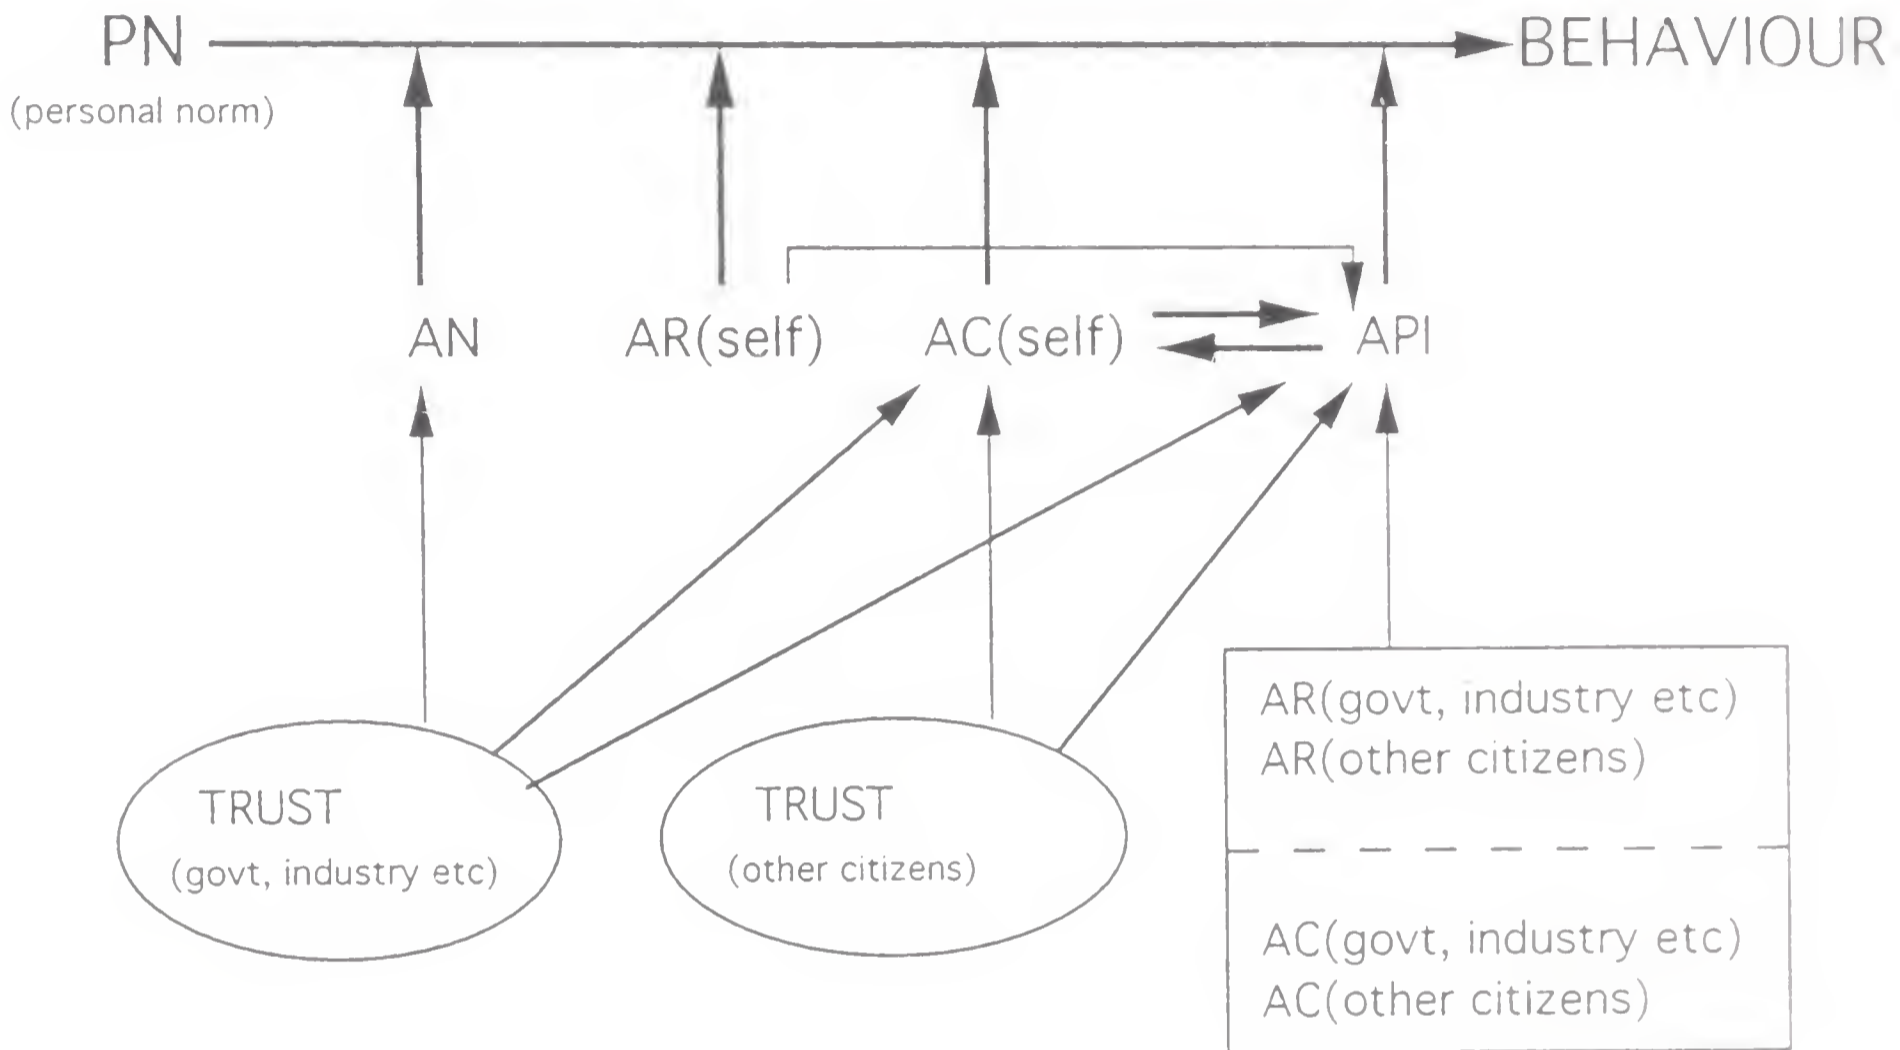 PN
BEHAVIOUR
(personal norm)
AN
AR(self)
AC(self)
API
TRUST
(govt, industry etc)
TRUST
(other citizens)
AR(govt, industry etc)
AR(other citizens)
AC(govt, industry etc)
AC(other citizens)